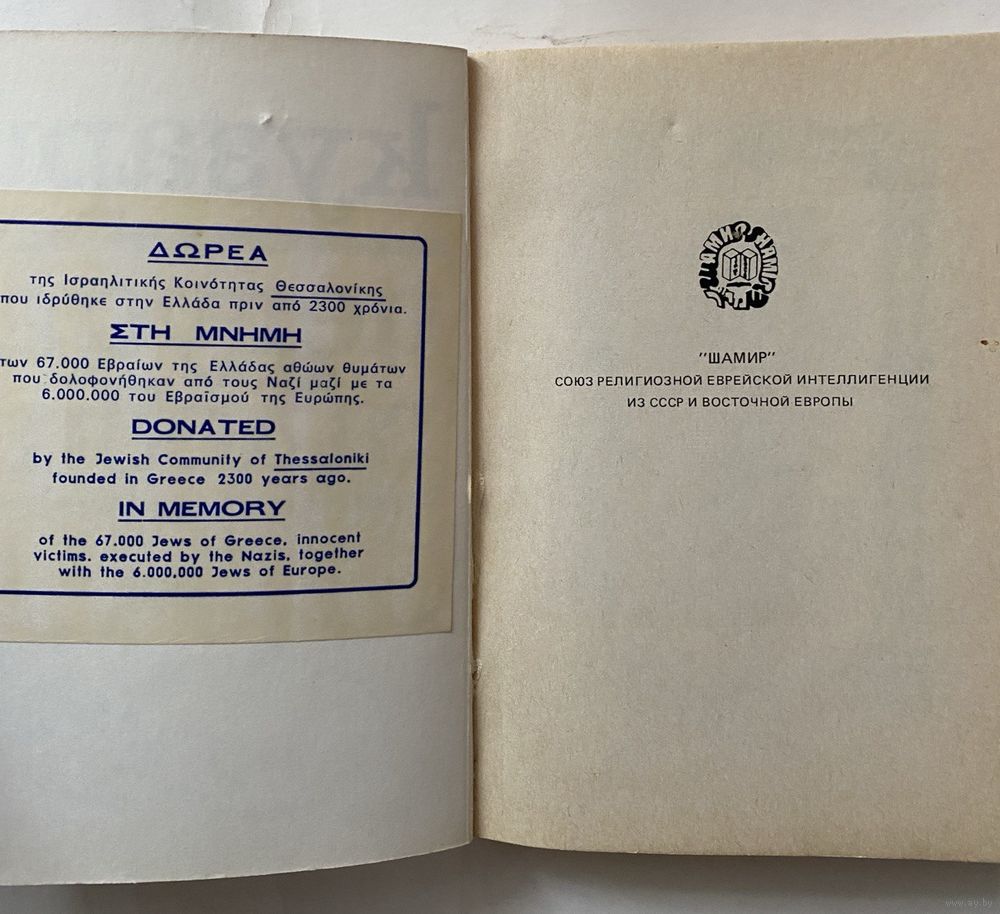 ΔΩΡΕΑ
της Ισραηλιτικής Κοινότητας Θεσσαλονίκης
που ιδρύθηκε στην Ελλάδα πριν από 2300 χρόνια.
ΣΤΗ ΜΝΗΜΗ
των 67.000 Εβραίων της Ελλάδας αθώων θυμάτων
που δολοφονήθηκαν από τους Ναζί μαζί με τα
6.000.000 του Εβραϊσμού της Ευρώπης.
DONATED
by the Jewish Community of Thessaloniki
founded in Greece 2300 years ago.
IN MEMORY
of the 67.000 Jews of Greece, innocent
victims. executed by the Nazis, together
with the 6.000,000 Jews of Europe.
ШАМИР
"ШАМИР"
СОЮЗ РЕЛИГИОЗНОЙ ЕВРЕЙСКОЙ ИНТЕЛЛИГЕНЦИИ
ИЗ СССР И ВОСТОЧНОЙ ЕВРОПЫ
www.ay.by